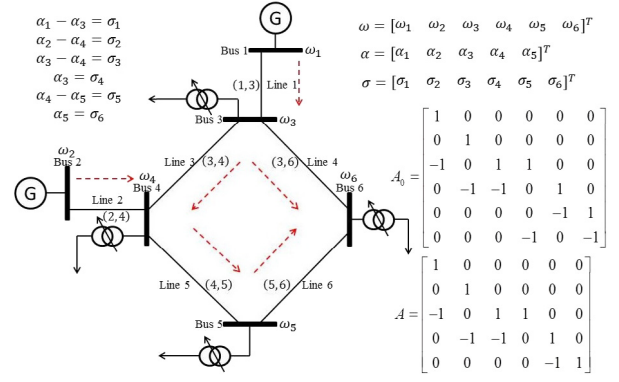 α₁ − α₃ = σ₁
α₂ − α₄ = σ₂
α₃ − α₄ = σ₃
α₃ = σ₄
α₄ − α₅ = σ₅
α₅ = σ₆
G
Bus 1 ω₁
(1,3) Line 1
Bus 3 ω₃
Line 3 (3,4)
(3,6) Line 4
ω₂
Bus 2
ω₄
Bus 4
ω₆
Bus 6
G
Line 2
(2,4)
Line 5 (4,5)
(5,6) Line 6
Bus 5 ω₅
ω = [ω₁ ω₂ ω₃ ω₄ ω₅ ω₆]ᵀ
α = [α₁ α₂ α₃ α₄ α₅]ᵀ
σ = [σ₁ σ₂ σ₃ σ₄ σ₅ σ₆]ᵀ
A₀ =
1 0 0 0 0 0
0 1 0 0 0 0
−1 0 1 1 0 0
0 −1 −1 0 1 0
0 0 0 0 −1 1
0 0 0 −1 0 −1
A =
1 0 0 0 0 0
0 1 0 0 0 0
−1 0 1 1 0 0
0 −1 −1 0 1 0
0 0 0 0 −1 1